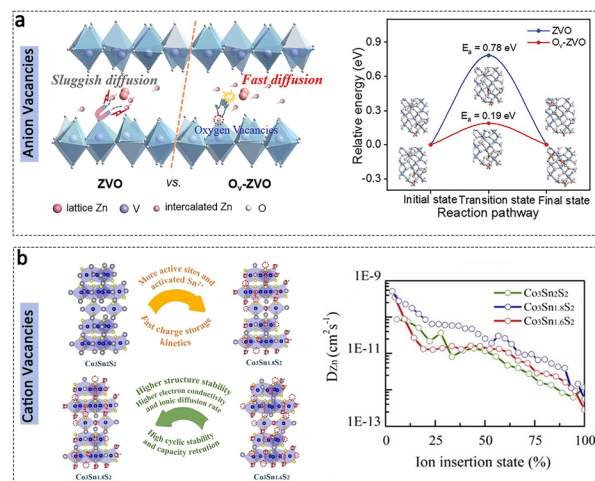 a
Anion Vacancies
Sluggish diffusion
Fast diffusion
Oxygen Vacancies
ZVO
vs.
Oᵥ-ZVO
lattice Zn
V
intercalated Zn
O
Relative energy (eV)
0.9
0.6
0.3
0.0
-0.3
ZVO
Oᵥ-ZVO
Eₐ = 0.78 eV
Eₐ = 0.19 eV
Initial state
Transition state
Final state
Reaction pathway
b
Cation Vacancies
Co3Sn2S2
More active sites and
activated Sn²⁺
Fast charge storage
kinetics
Co3Sn1.8S2
Higher structure stability
Higher electron conductivity
and ionic diffusion rate
High cyclic stability
and capacity retention
Co3Sn1.8S2
Co3Sn1.6S2
D_Zn (cm²s⁻¹)
1E-9
1E-11
1E-13
Co3Sn2S2
Co3Sn1.8S2
Co3Sn1.6S2
0
25
50
75
100
Ion insertion state (%)